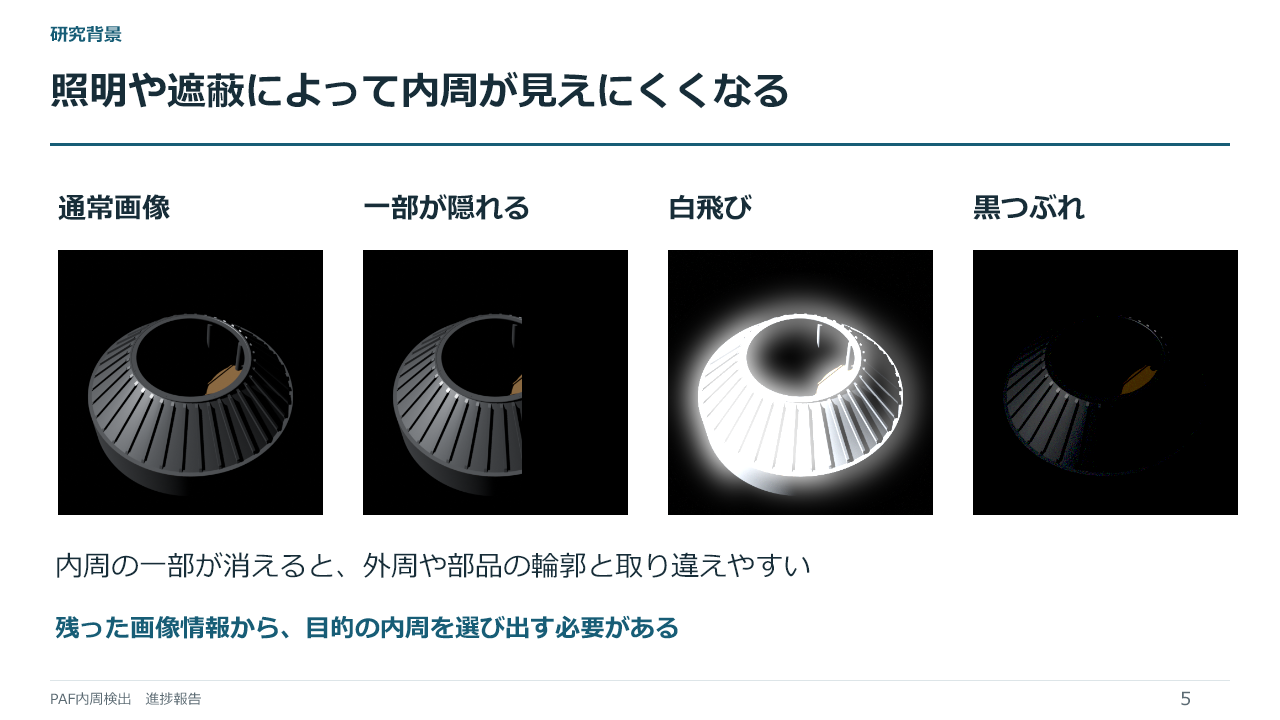 研究背景
照明や遮蔽によって内周が見えにくくなる
通常画像
一部が隠れる
白飛び
黒つぶれ
内周の一部が消えると、外周や部品の輪郭と取り違えやすい
残った画像情報から、目的の内周を選び出す必要がある
PAF内周検出　進捗報告
5